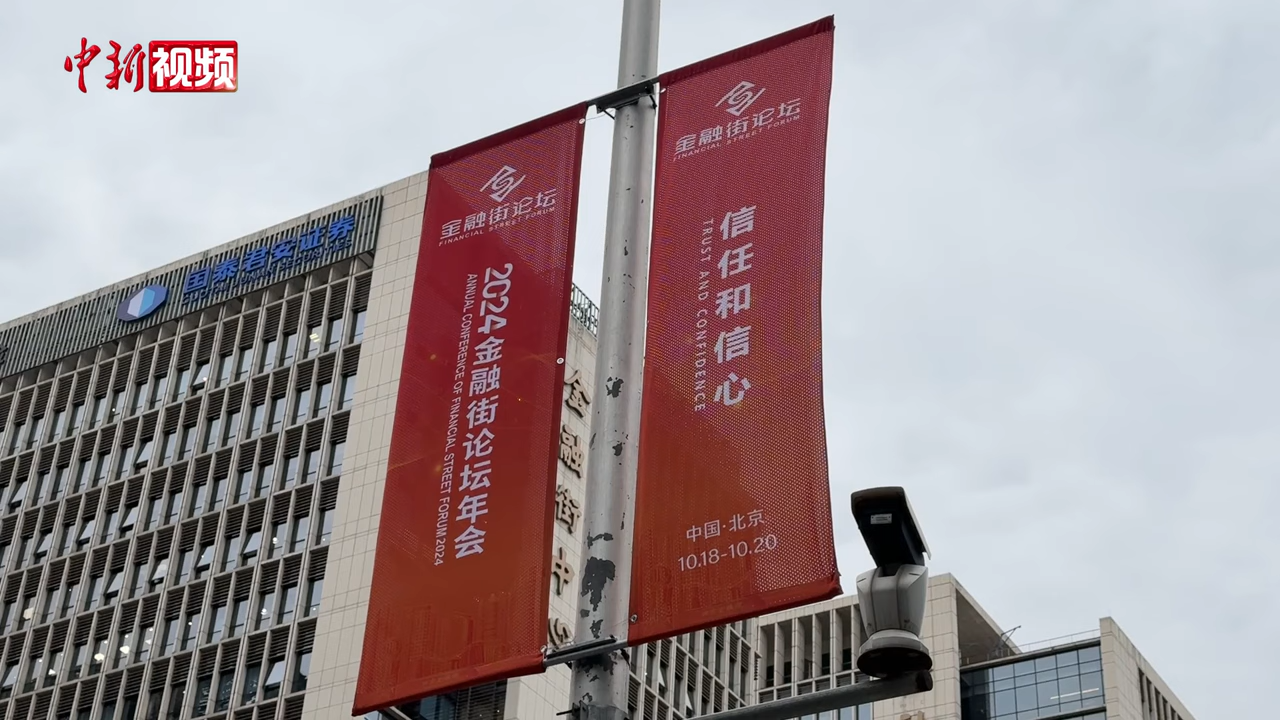 中新视频
国泰君安证券
金融街论坛
FINANCIAL STREET FORUM
2024金融街论坛年会
ANNUAL CONFERENCE OF FINANCIAL STREET FORUM 2024
金融街论坛
FINANCIAL STREET FORUM
信任和信心
TRUST AND CONFIDENCE
中国·北京
10.18-10.20
金融街中心